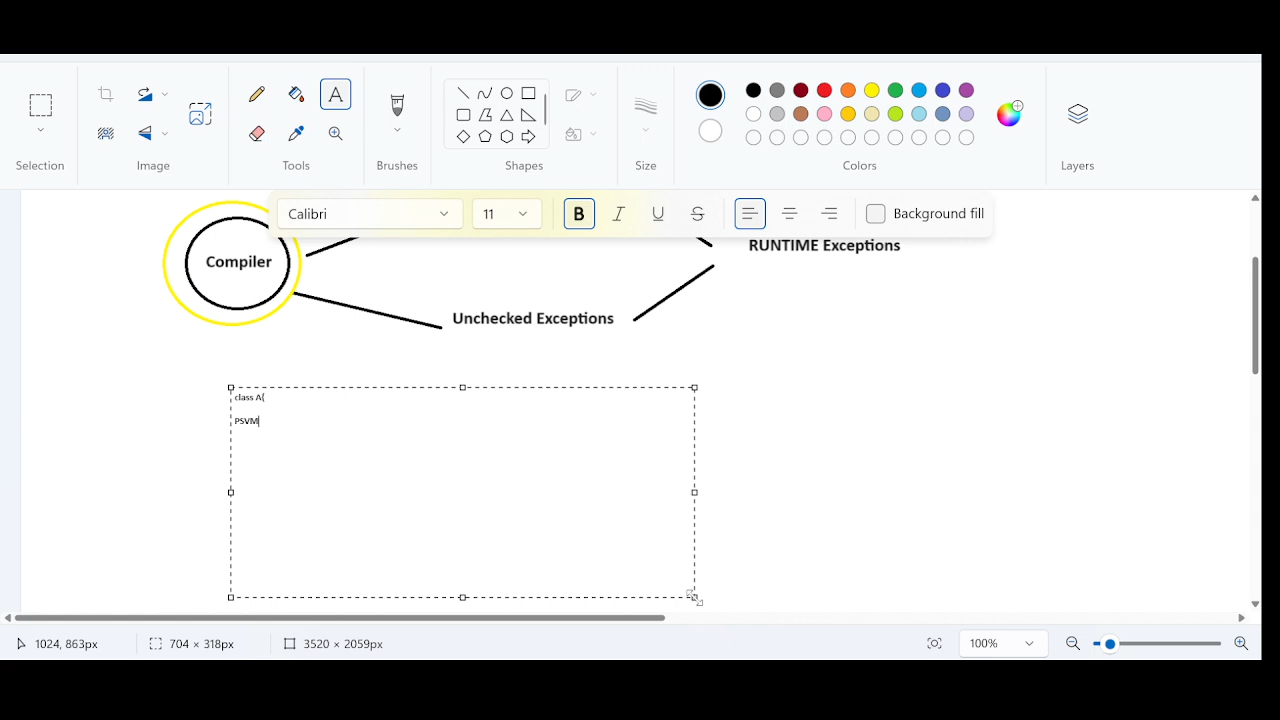 Selection
Image
Tools
Brushes
Shapes
Size
Colors
Layers
Calibri
11
B
I
U
S
Background fill
Compiler
RUNTIME Exceptions
Unchecked Exceptions
class A{
PSVM
1024, 863px
704 × 318px
3520 × 2059px
100%